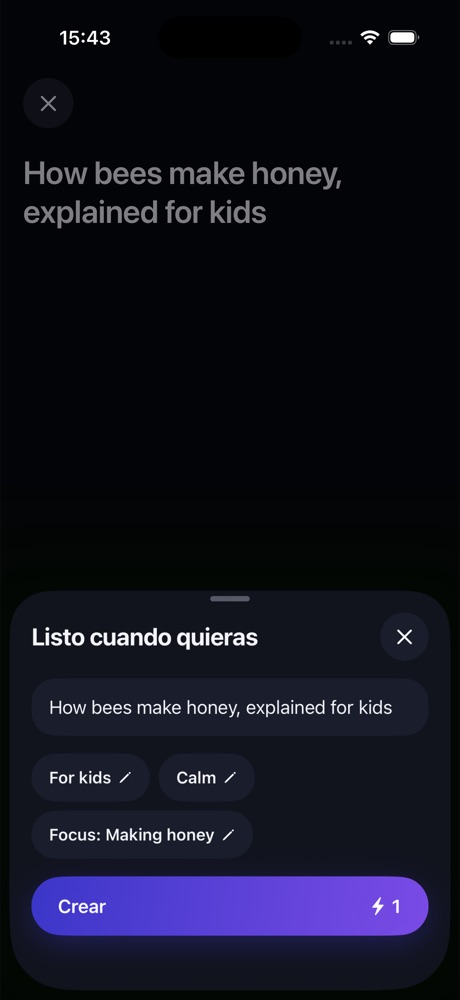 15:43
How bees make honey,
explained for kids
Listo cuando quieras
How bees make honey, explained for kids
For kids
Calm
Focus: Making honey
Crear
1